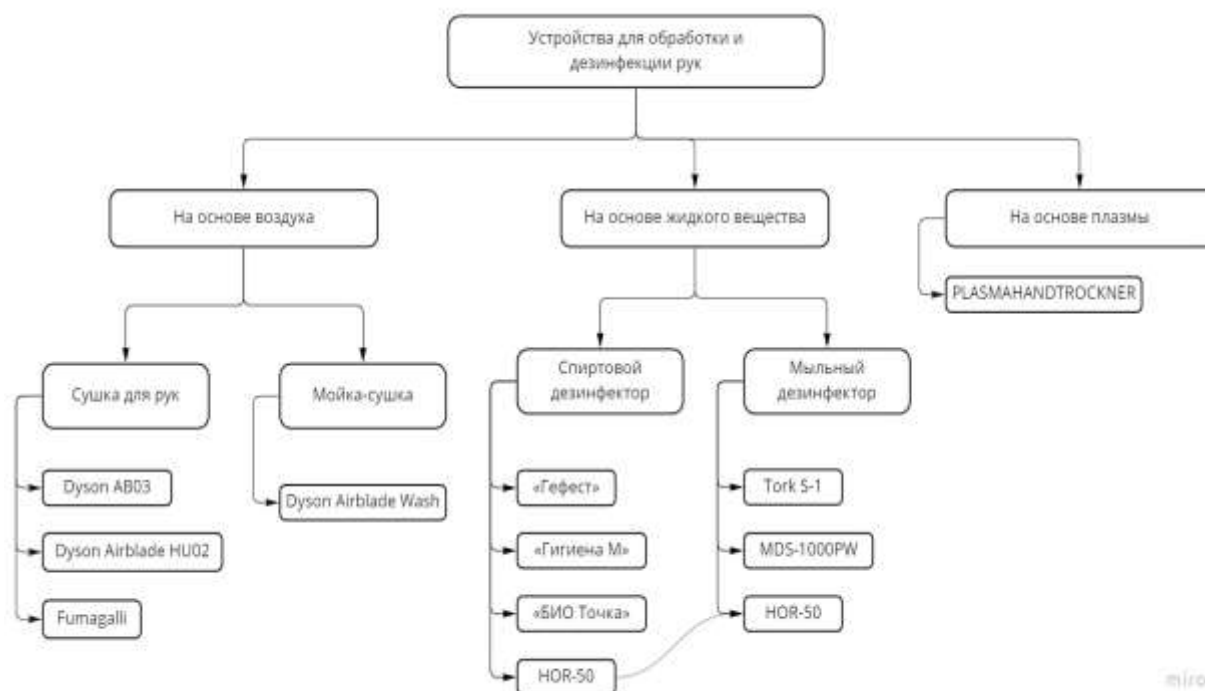 Устройства для обработки и
дезинфекции рук
На основе воздуха
На основе жидкого вещества
На основе плазмы
PLASMAHANDTROCKNER
Сушка для рук
Мойка-сушка
Спиртовой
дезинфектор
Мыльный
дезинфектор
Dyson AB03
Dyson Airblade HU02
Fumagalli
Dyson Airblade Wash
«Гефест»
«Гигиена М»
«БИО Точка»
HOR-50
Tork S-1
MDS-1000PW
HOR-50
miro